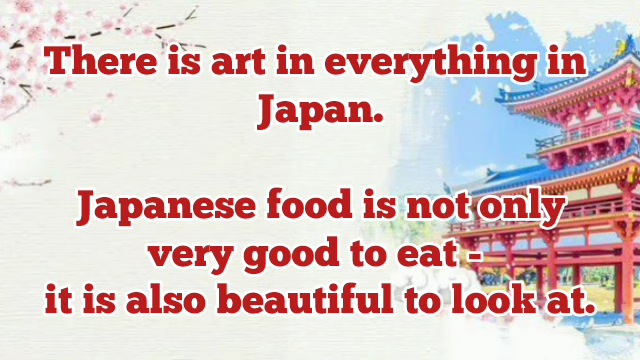 There is art in everything in
Japan.
Japanese food is not only
very good to eat -
it is also beautiful to look at.